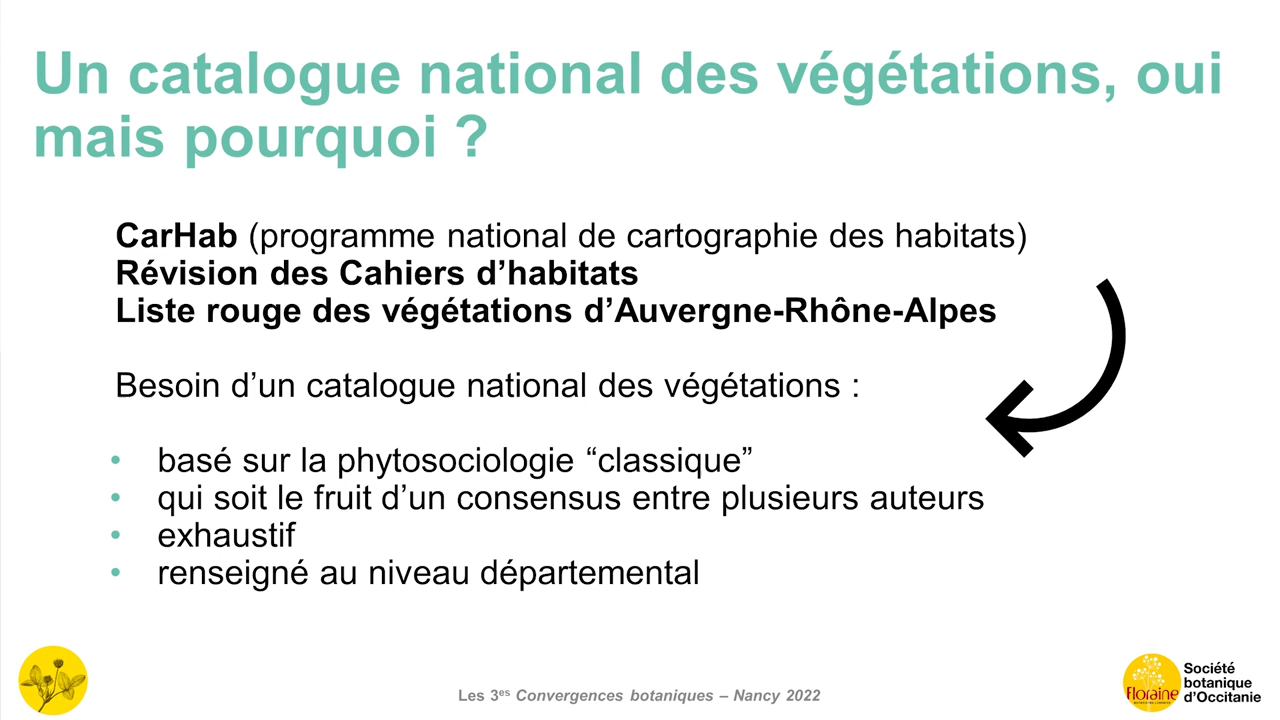 Un catalogue national des végétations, oui
mais pourquoi ?
CarHab (programme national de cartographie des habitats)
Révision des Cahiers d’habitats
Liste rouge des végétations d’Auvergne-Rhône-Alpes
Besoin d’un catalogue national des végétations :
• basé sur la phytosociologie “classique”
• qui soit le fruit d’un consensus entre plusieurs auteurs
• exhaustif
• renseigné au niveau départemental
Les 3es Convergences botaniques – Nancy 2022
Floraine
Société
botanique
d’Occitanie